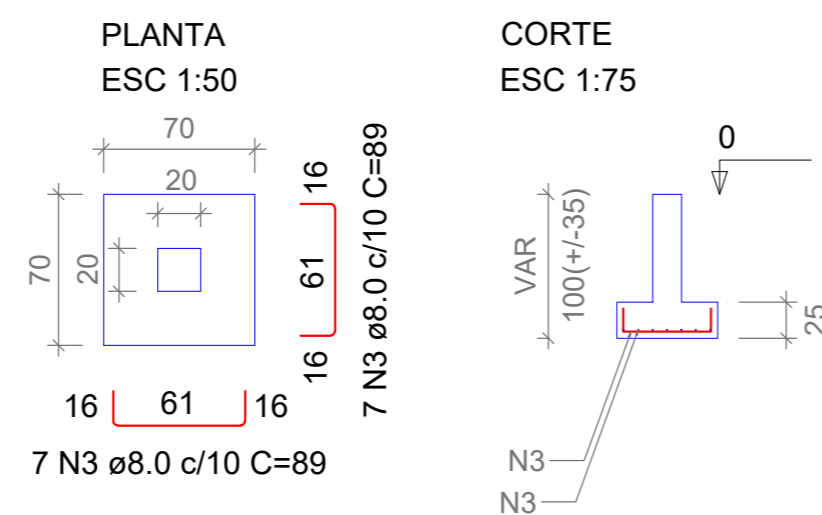 PLANTA
ESC 1:50
70
20
70
20
16
61
16
7 N3 ø8.0 c/10 C=89
16
61
16
7 N3 ø8.0 c/10 C=89
CORTE
ESC 1:75
0
VAR
100(+/-35)
25
N3
N3